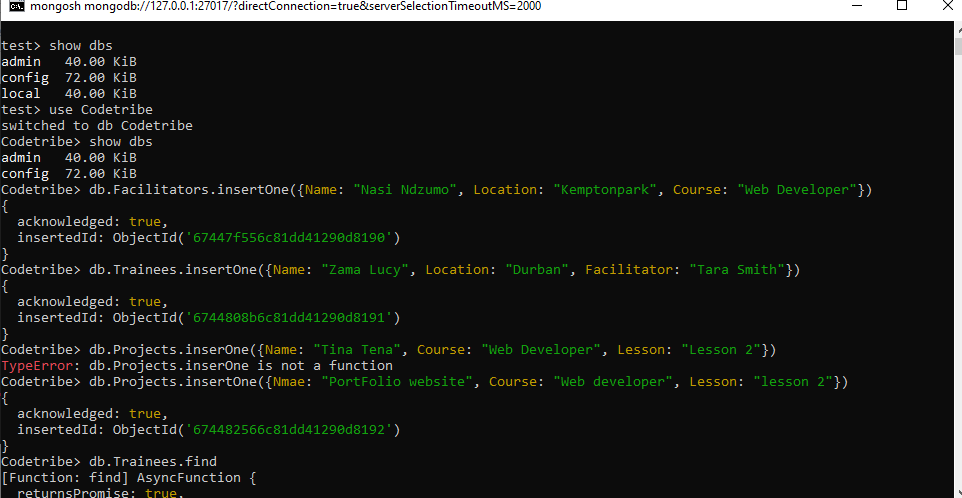 mongosh mongodb://127.0.0.1:27017/?directConnection=true&serverSelectionTimeoutMS=2000
test> show dbs
admin   40.00 KiB
config  72.00 KiB
local   40.00 KiB
test> use Codetribe
switched to db Codetribe
Codetribe> show dbs
admin   40.00 KiB
config  72.00 KiB
Codetribe> db.Facilitators.insertOne({Name: "Nasi Ndzumo", Location: "Kemptonpark", Course: "Web Developer"})
{
  acknowledged: true,
  insertedId: ObjectId('67447f556c81dd41290d8190')
}
Codetribe> db.Trainees.insertOne({Name: "Zama Lucy", Location: "Durban", Facilitator: "Tara Smith"})
{
  acknowledged: true,
  insertedId: ObjectId('6744808b6c81dd41290d8191')
}
Codetribe> db.Projects.inserOne({Name: "Tina Tena", Course: "Web Developer", Lesson: "Lesson 2"})
TypeError: db.Projects.inserOne is not a function
Codetribe> db.Projects.insertOne({Nmae: "PortFolio website", Course: "Web developer", Lesson: "lesson 2"})
{
  acknowledged: true,
  insertedId: ObjectId('674482566c81dd41290d8192')
}
Codetribe> db.Trainees.find
[Function: find] AsyncFunction {
  returnsPromise: true,